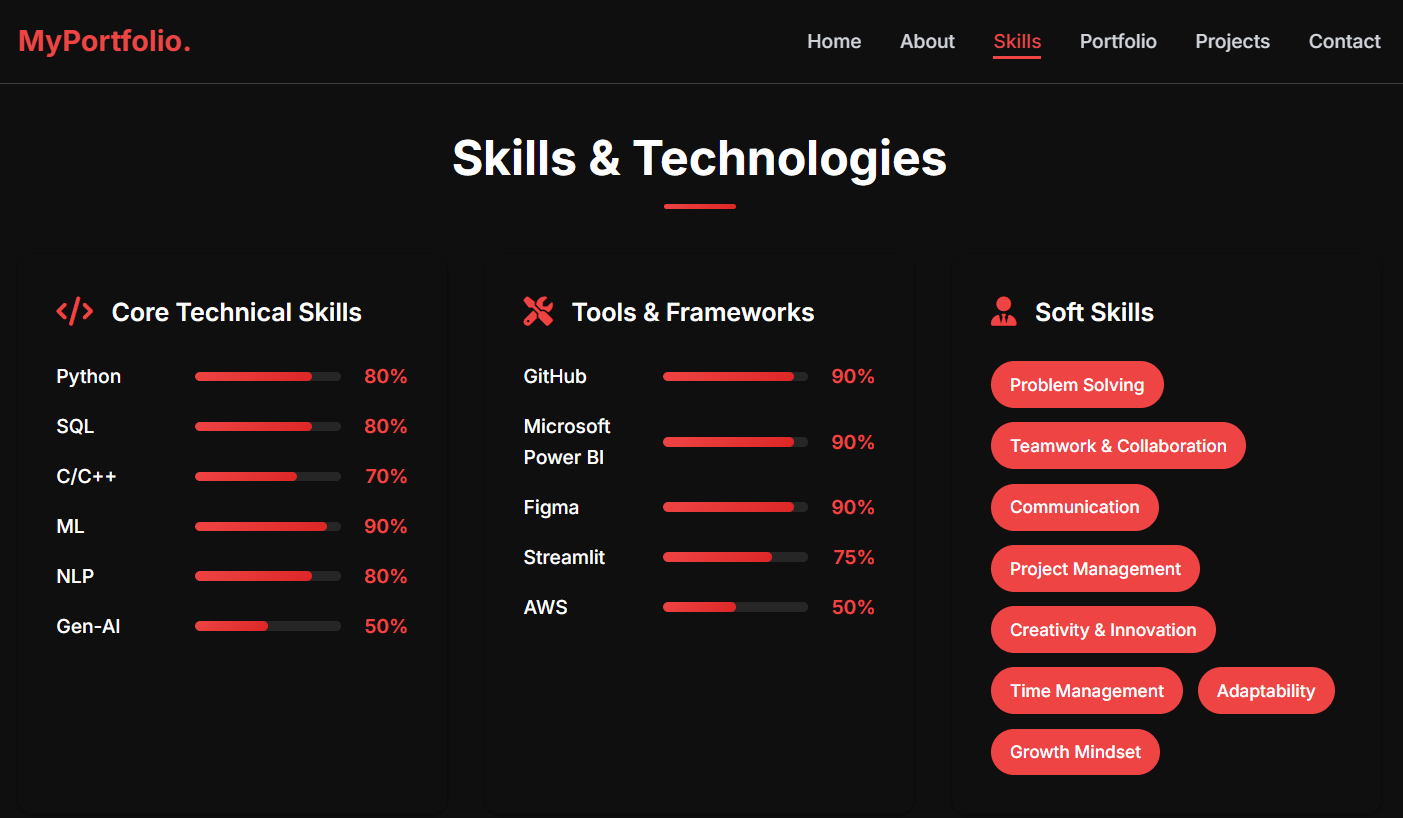 MyPortfolio.
Home About Skills Portfolio Projects Contact
Skills & Technologies
Core Technical Skills
Python 80%
SQL 80%
C/C++ 70%
ML 90%
NLP 80%
Gen-AI 50%
Tools & Frameworks
GitHub 90%
Microsoft
Power BI 90%
Figma 90%
Streamlit 75%
AWS 50%
Soft Skills
Problem Solving
Teamwork & Collaboration
Communication
Project Management
Creativity & Innovation
Time Management Adaptability
Growth Mindset